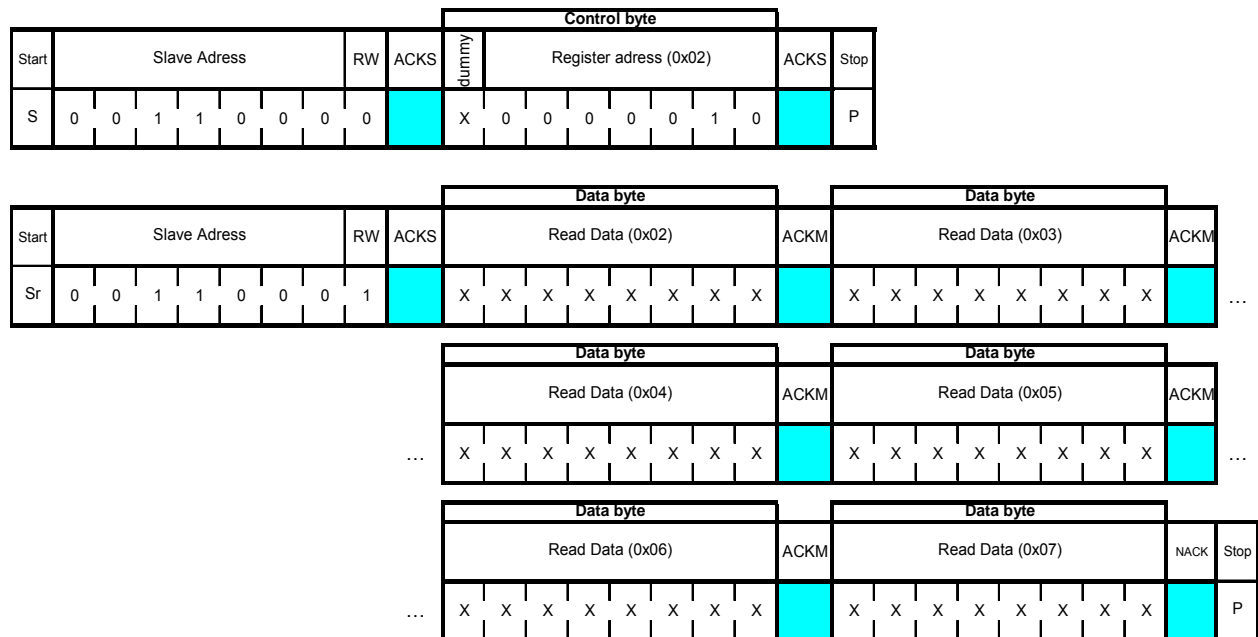 Control byte
Start Slave Adress RW ACKS dummy Register adress (0x02) ACKS Stop
S 0 0 1 1 0 0 0 0 X 0 0 0 0 0 1 0 P
Data byte Data byte
Start Slave Adress RW ACKS Read Data (0x02) ACKM Read Data (0x03) ACKM
Sr 0 0 1 1 0 0 0 1 X X X X X X X X X X X X X X X X …
Data byte Data byte
Read Data (0x04) ACKM Read Data (0x05) ACKM
… X X X X X X X X X X X X X X X X …
Data byte Data byte
Read Data (0x06) ACKM Read Data (0x07) NACK Stop
… X X X X X X X X X X X X X X X X P